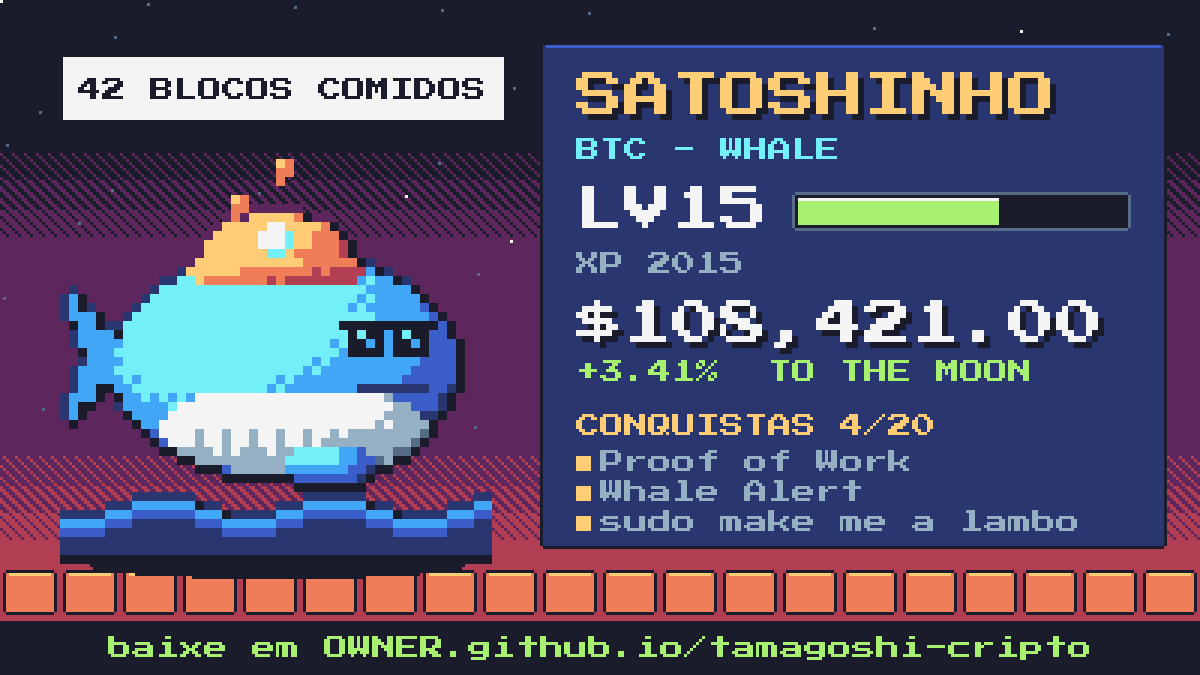 42 BLOCOS COMIDOS
SATOSHINHO
BTC - WHALE
LV15
XP 2015
$108,421.00
+3.41% TO THE MOON
CONQUISTAS 4/20
Proof of Work
Whale Alert
sudo make me a lambo
baixe em OWNER.github.io/tamagoshi-cripto